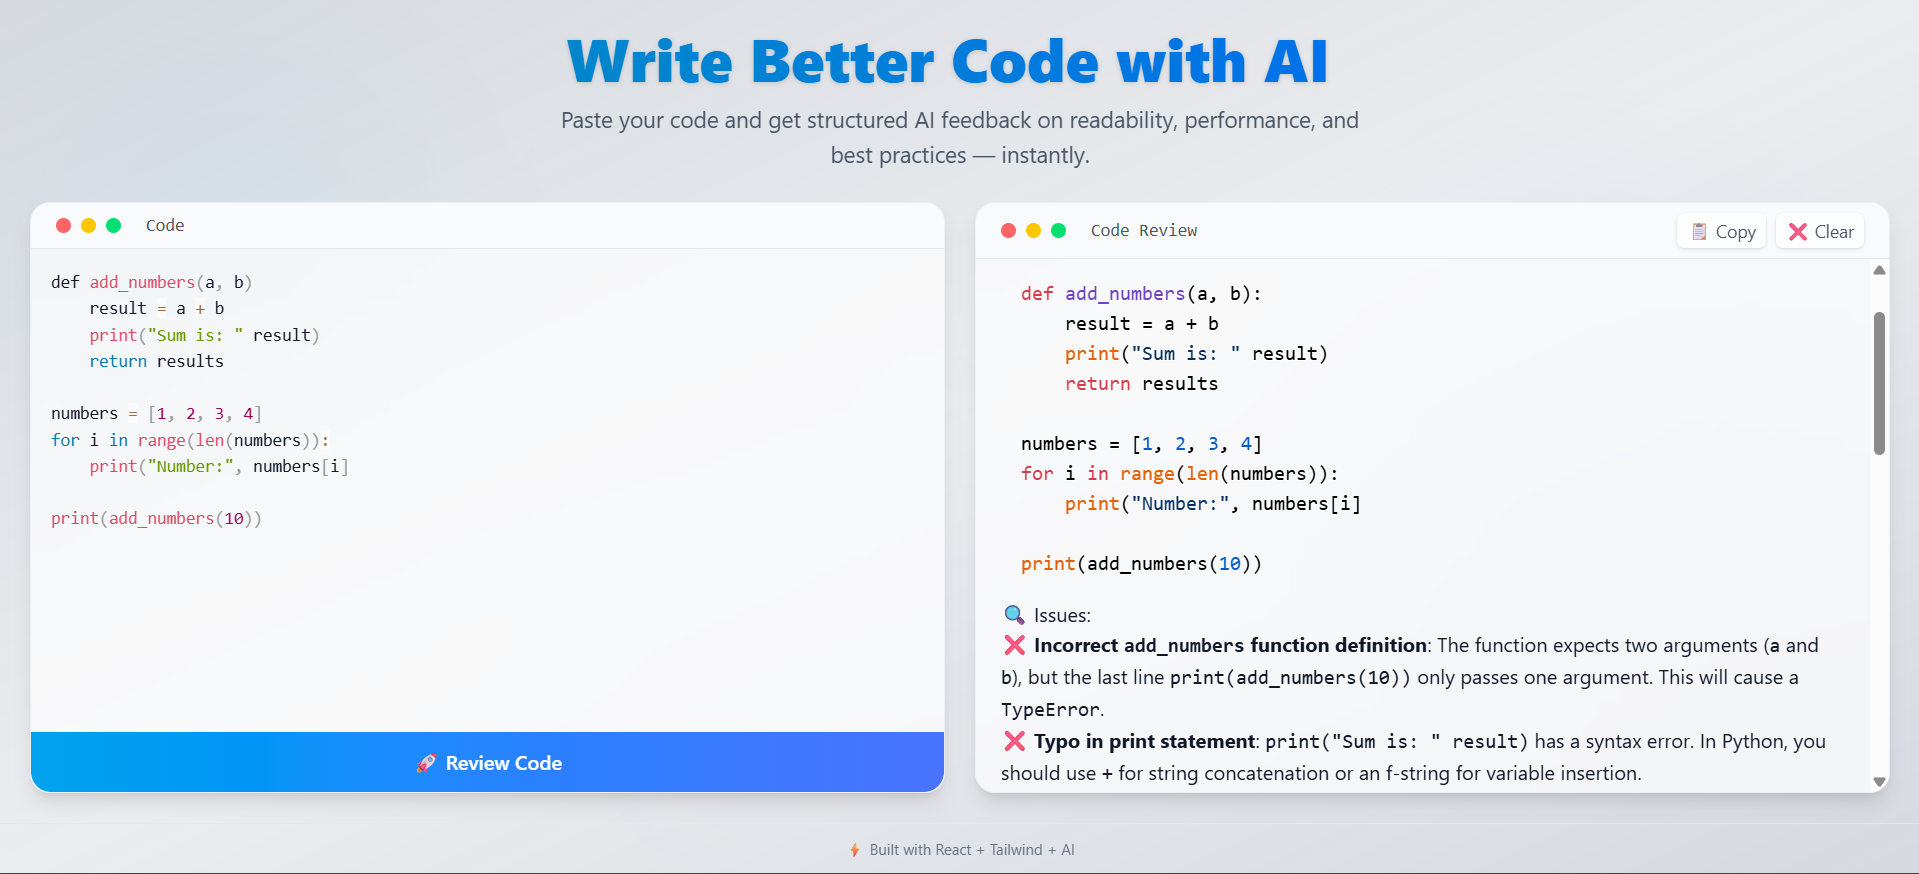 Write Better Code with AI
Paste your code and get structured AI feedback on readability, performance, and
best practices — instantly.
Code
def add_numbers(a, b)
    result = a + b
    print("Sum is: " result)
    return results
numbers = [1, 2, 3, 4]
for i in range(len(numbers)):
    print("Number:", numbers[i]
print(add_numbers(10))
🚀 Review Code
Code Review
📋 Copy
❌ Clear
def add_numbers(a, b):
    result = a + b
    print("Sum is: " result)
    return results
numbers = [1, 2, 3, 4]
for i in range(len(numbers)):
    print("Number:", numbers[i]
print(add_numbers(10))
🔍 Issues:
❌ Incorrect add_numbers function definition: The function expects two arguments (a and
b), but the last line print(add_numbers(10)) only passes one argument. This will cause a
TypeError.
❌ Typo in print statement: print("Sum is: " result) has a syntax error. In Python, you
should use + for string concatenation or an f-string for variable insertion.
⚡ Built with React + Tailwind + AI